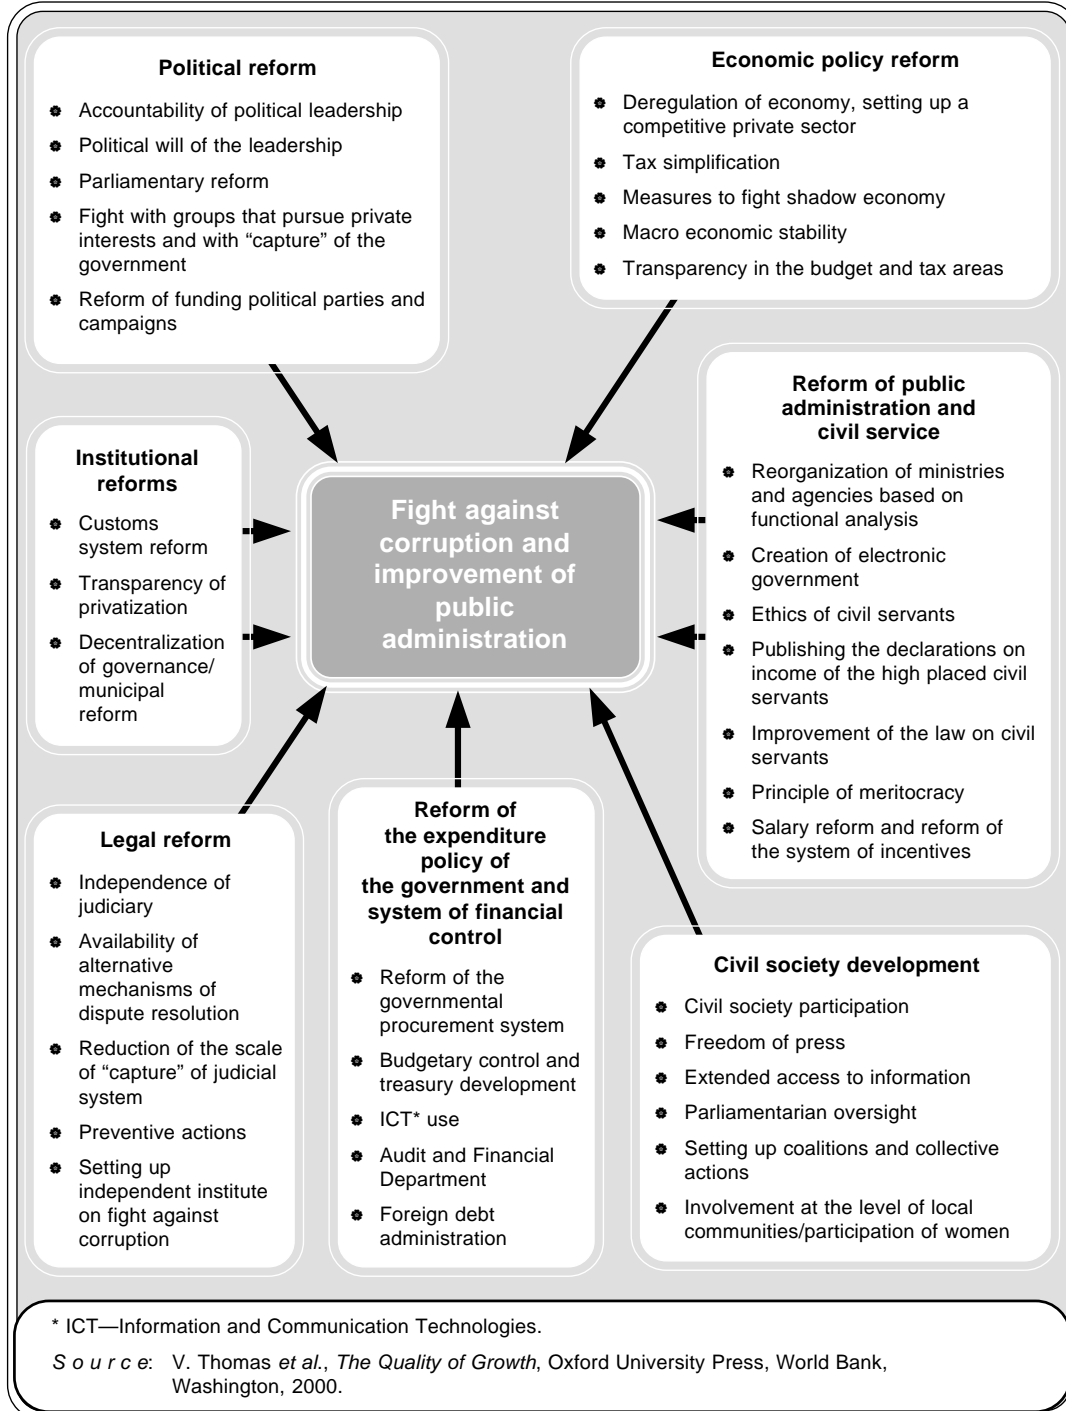 Political reform
Accountability of political leadership
Political will of the leadership
Parliamentary reform
Fight with groups that pursue private
interests and with “capture” of the
government
Reform of funding political parties and
campaigns
Economic policy reform
Deregulation of economy, setting up a
competitive private sector
Tax simplification
Measures to fight shadow economy
Macro economic stability
Transparency in the budget and tax areas
Institutional
reforms
Customs
system reform
Transparency of
privatization
Decentralization
of governance/
municipal
reform
Fight against
corruption and
improvement of
public
administration
Reform of public
administration and
civil service
Reorganization of ministries
and agencies based on
functional analysis
Creation of electronic
government
Ethics of civil servants
Publishing the declarations on
income of the high placed civil
servants
Improvement of the law on civil
servants
Principle of meritocracy
Salary reform and reform of
the system of incentives
Legal reform
Independence of
judiciary
Availability of
alternative
mechanisms of
dispute resolution
Reduction of the scale
of “capture” of judicial
system
Preventive actions
Setting up
independent institute
on fight against
corruption
Reform of
the expenditure
policy of
the government and
system of financial
control
Reform of the
governmental
procurement system
Budgetary control and
treasury development
ICT* use
Audit and Financial
Department
Foreign debt
administration
Civil society development
Civil society participation
Freedom of press
Extended access to information
Parliamentarian oversight
Setting up coalitions and collective
actions
Involvement at the level of local
communities/participation of women
* ICT—Information and Communication Technologies.
Source: V. Thomas et al., The Quality of Growth, Oxford University Press, World Bank,
Washington, 2000.